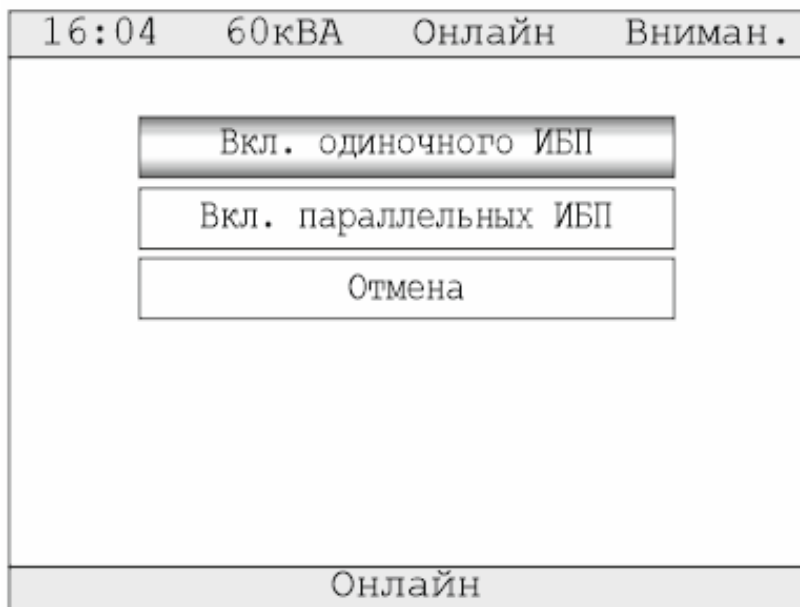 16:04 60кВА Онлайн Вниман.
Вкл. одиночного ИБП
Вкл. параллельных ИБП
Отмена
Онлайн